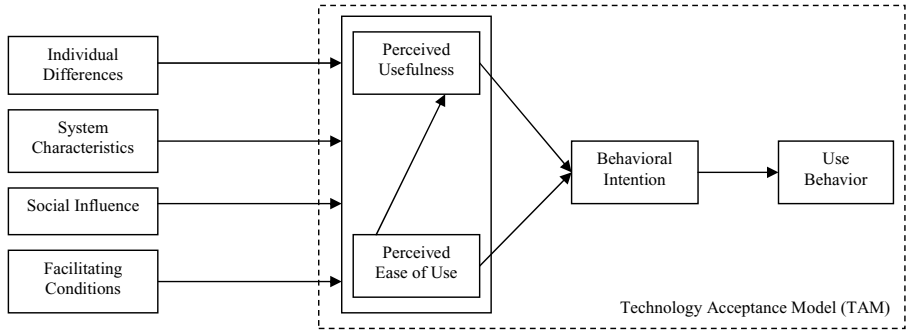 Individual
Differences
System
Characteristics
Social Influence
Facilitating
Conditions
Perceived
Usefulness
Perceived
Ease of Use
Behavioral
Intention
Use
Behavior
Technology Acceptance Model (TAM)